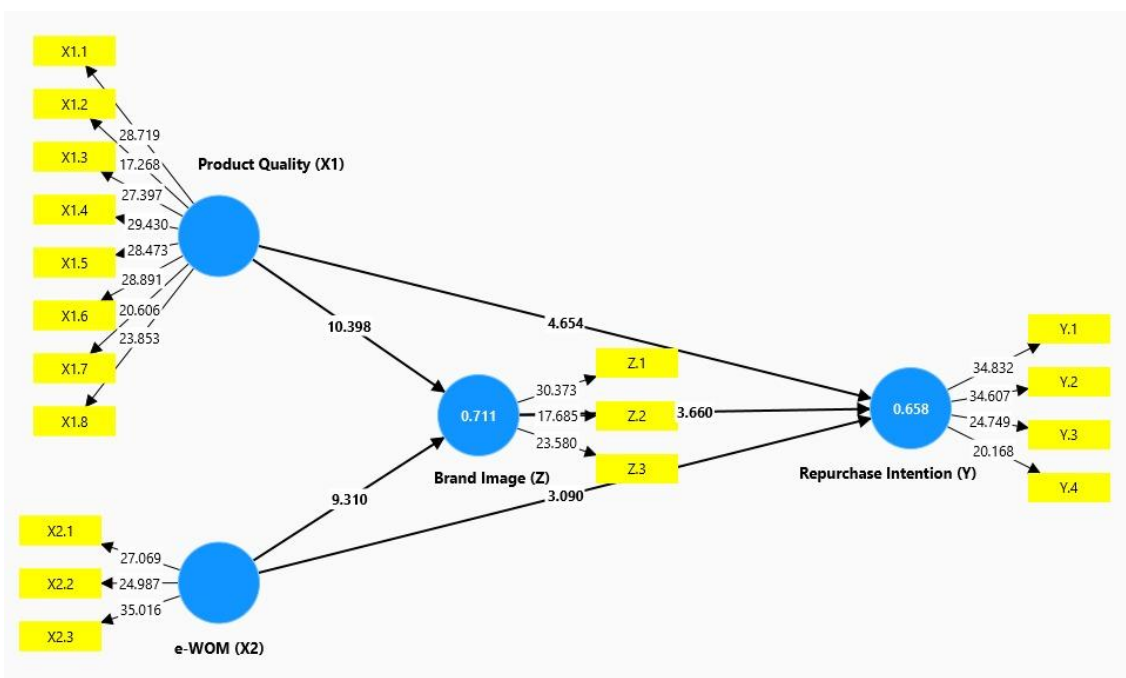 X1.1
X1.2
X1.3
X1.4
X1.5
X1.6
X1.7
X1.8
28.719
17.268
27.397
29.430
28.473
28.891
20.606
23.853
Product Quality (X1)
10.398
4.654
Z.1
Z.2
Z.3
30.373
17.685
23.580
3.660
0.711
Brand Image (Z)
9.310
3.090
0.658
Repurchase Intention (Y)
Y.1
Y.2
Y.3
Y.4
34.832
34.607
24.749
20.168
X2.1
X2.2
X2.3
27.069
24.987
35.016
e-WOM (X2)